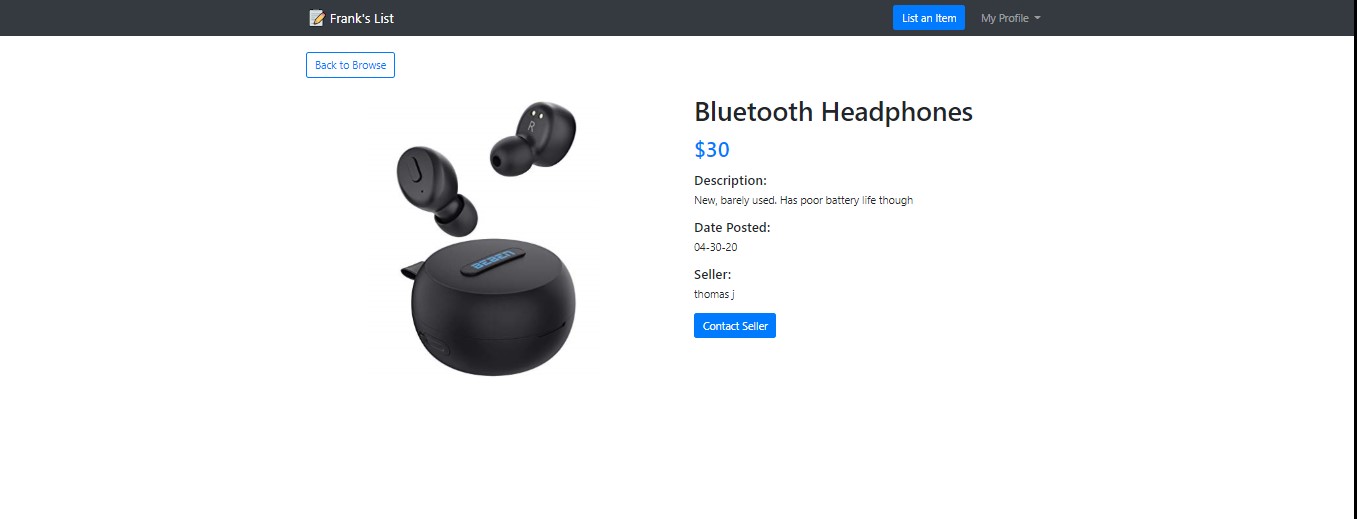 Frank's List
List an Item
My Profile
Back to Browse
BEBEN
R
Bluetooth Headphones
$30
Description:
New, barely used. Has poor battery life though
Date Posted:
04-30-20
Seller:
thomas j
Contact Seller